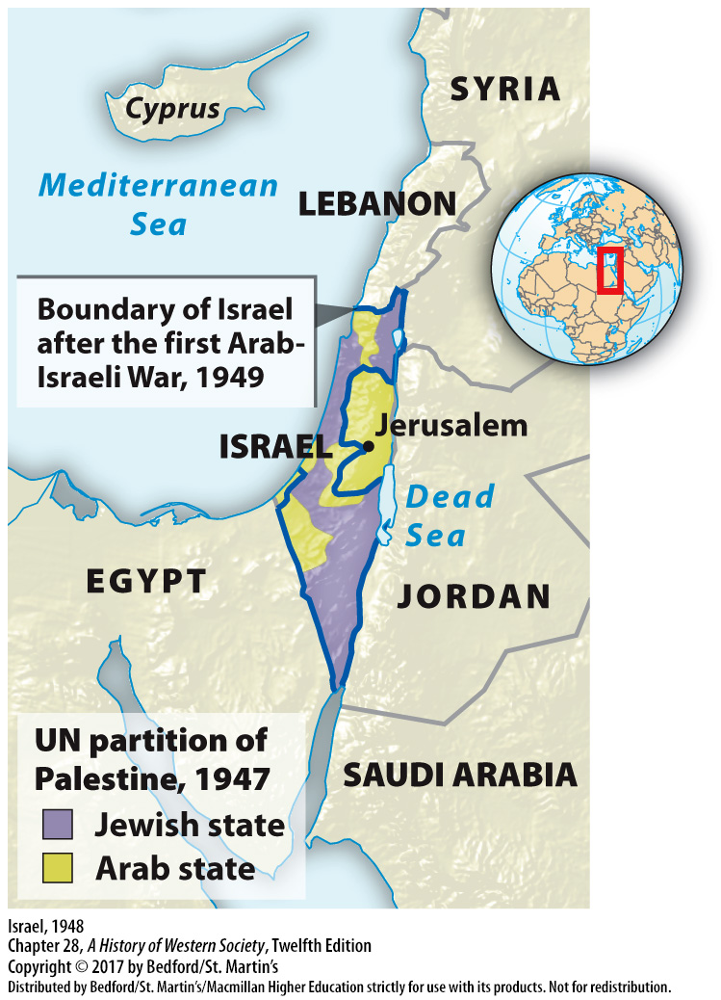 Cyprus
SYRIA
Mediterranean
Sea
LEBANON
Boundary of Israel
after the first Arab-
Israeli War, 1949
Jerusalem
ISRAEL
Dead
Sea
EGYPT
JORDAN
UN partition of
Palestine, 1947
Jewish state
Arab state
SAUDI ARABIA
Israel, 1948
Chapter 28, A History of Western Society, Twelfth Edition
Copyright © 2017 by Bedford/St. Martin’s
Distributed by Bedford/St. Martin’s/Macmillan Higher Education strictly for use with its products. Not for redistribution.